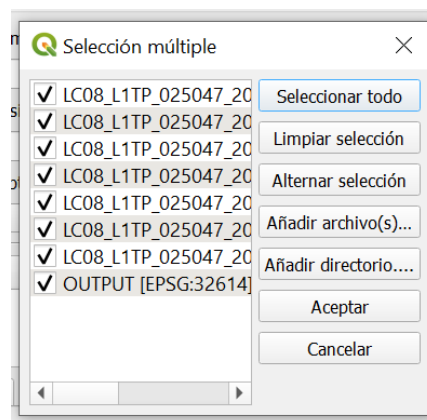 Selección múltiple
LC08_L1TP_025047_20
LC08_L1TP_025047_20
LC08_L1TP_025047_20
LC08_L1TP_025047_20
LC08_L1TP_025047_20
LC08_L1TP_025047_20
LC08_L1TP_025047_20
OUTPUT [EPSG:32614]
Seleccionar todo
Limpiar selección
Alternar selección
Añadir archivo(s)...
Añadir directorio....
Aceptar
Cancelar